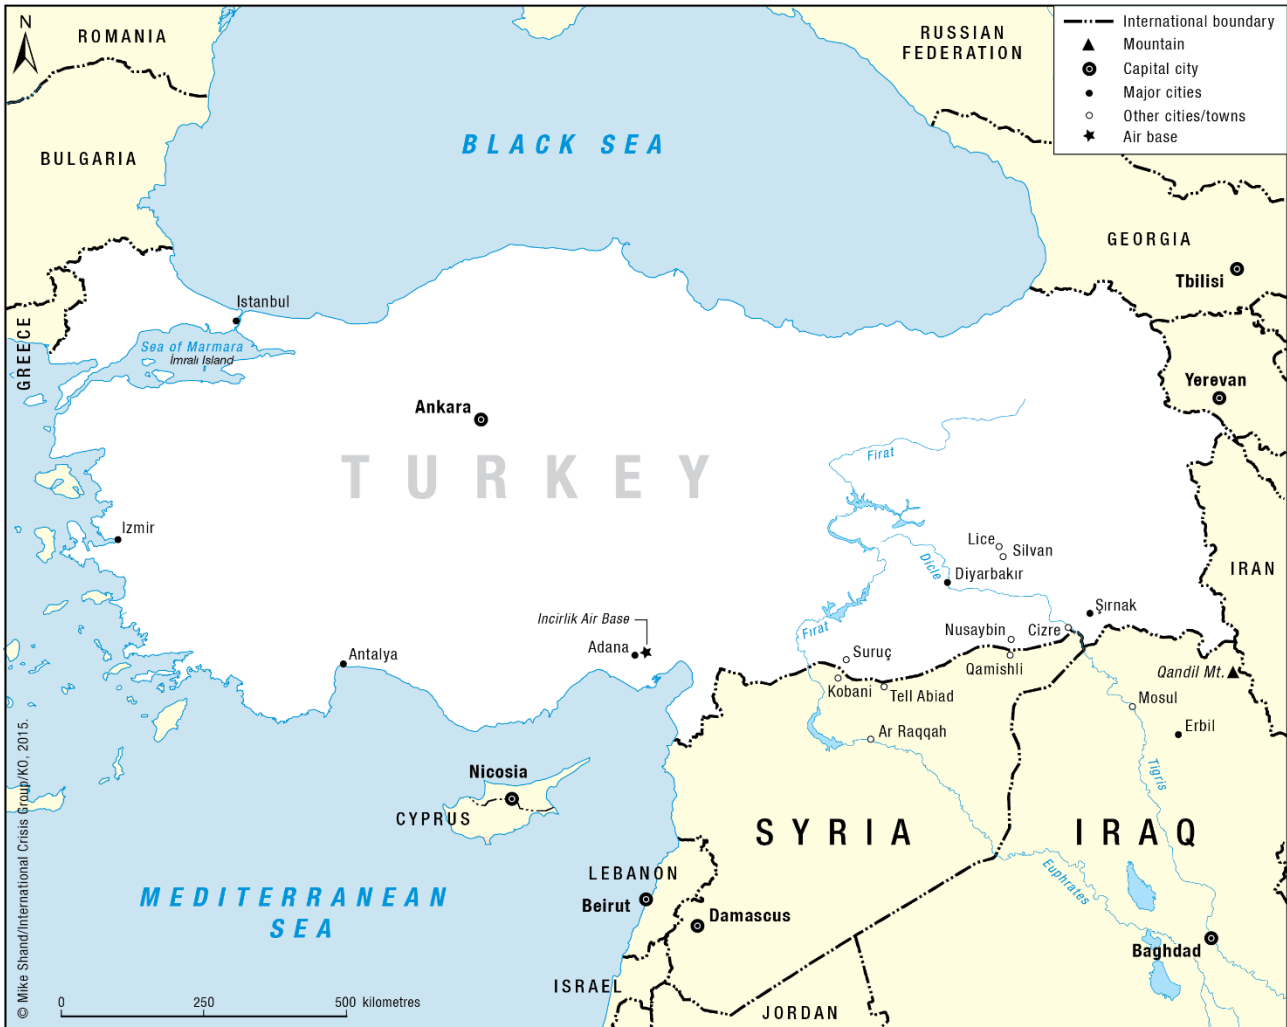 N
ROMANIA
RUSSIAN
FEDERATION
International boundary
Mountain
Capital city
Major cities
Other cities/towns
Air base
BULGARIA
BLACK SEA
GEORGIA
Tbilisi
Istanbul
GREECE
Sea of Marmara
İmralı Island
Yerevan
Ankara
TURKEY
Fırat
Izmir
Lice
Silvan
Dicle
Diyarbakır
IRAN
Incirlik Air Base
Adana
Fırat
Şırnak
Nusaybin
Cizre
Antalya
Suruç
Qamishli
Qandil Mt.
Kobani
Tell Abiad
Mosul
Ar Raqqah
Erbil
Nicosia
Tigris
CYPRUS
SYRIA
IRAQ
LEBANON
Euphrates
MEDITERRANEAN
SEA
Beirut
Damascus
Baghdad
ISRAEL
JORDAN
0 250 500 kilometres
© Mike Shand/International Crisis Group/KO, 2015.